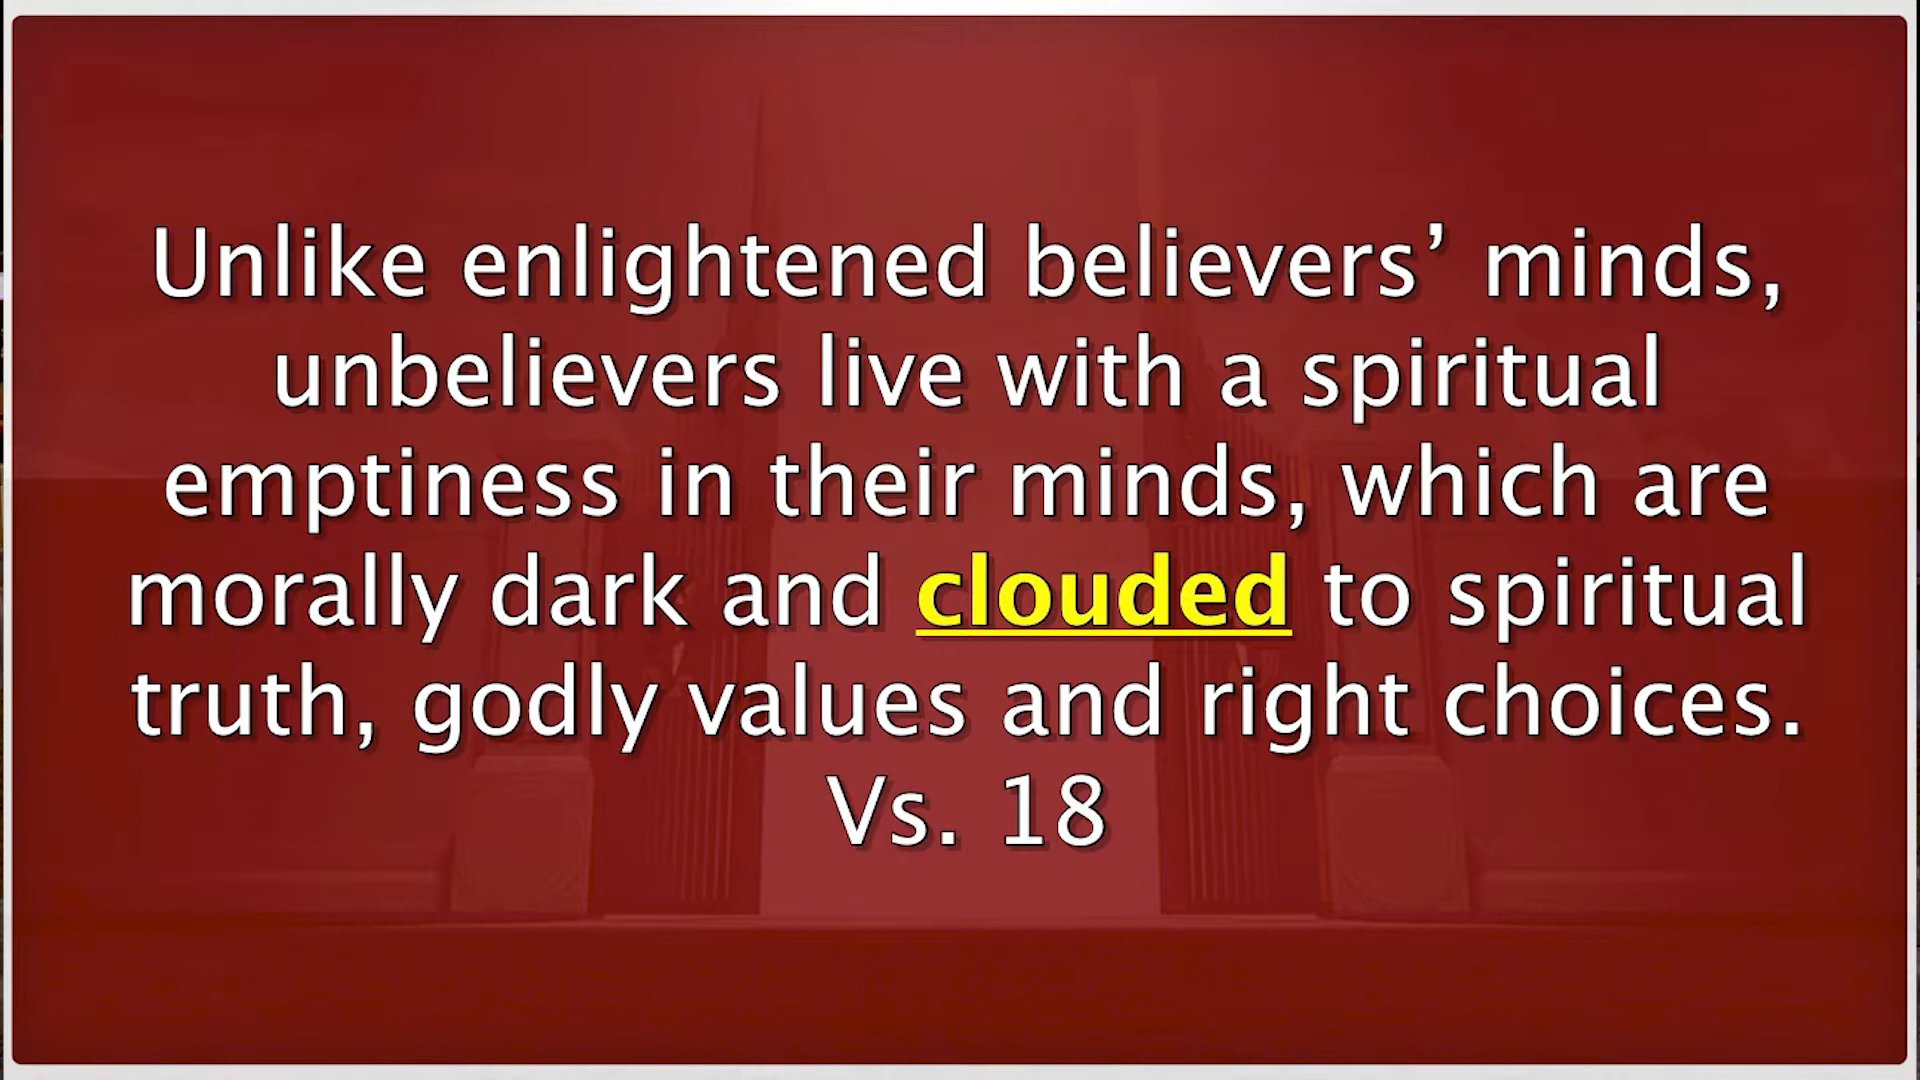 Unlike enlightened believers’ minds,
unbelievers live with a spiritual
emptiness in their minds, which are
morally dark and clouded to spiritual
truth, godly values and right choices.
Vs. 18